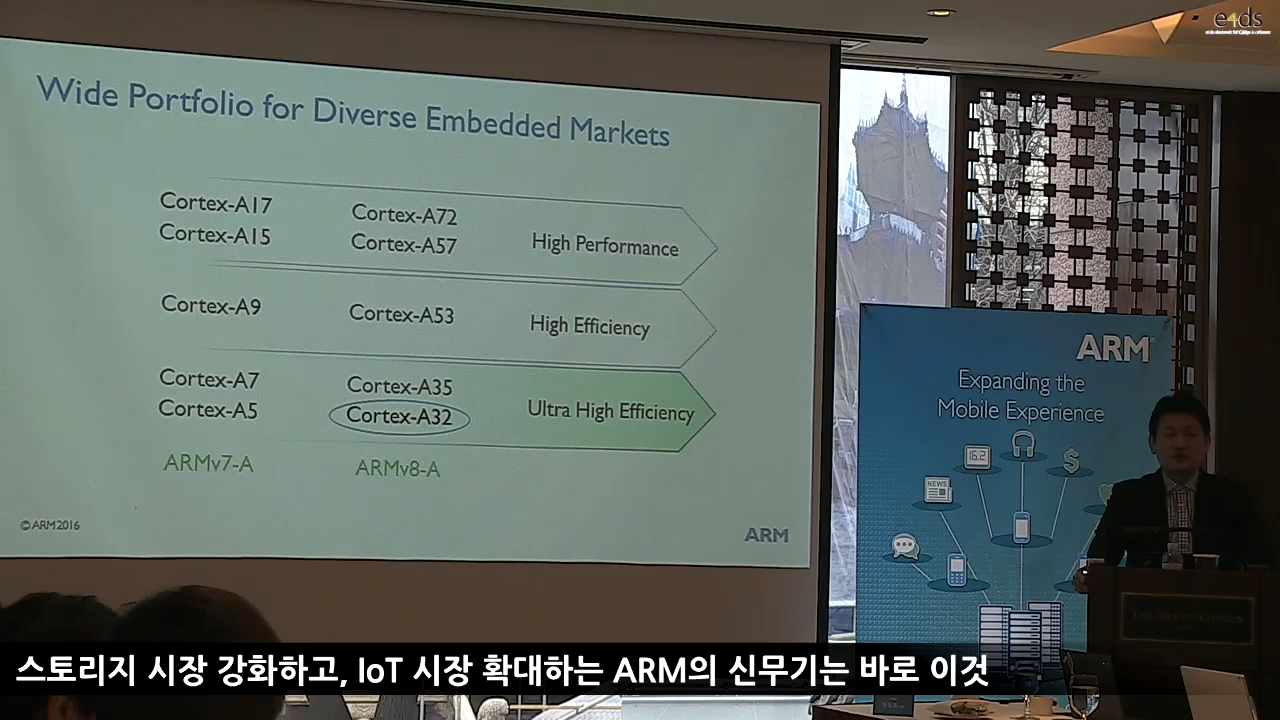 e4ds
Wide Portfolio for Diverse Embedded Markets
Cortex-A17
Cortex-A72
Cortex-A15
Cortex-A57
High Performance
Cortex-A9
Cortex-A53
High Efficiency
Cortex-A7
Cortex-A35
Cortex-A5
Cortex-A32
Ultra High Efficiency
ARMv7-A
ARMv8-A
© ARM2016
ARM
ARM
Expanding the
Mobile Experience
16.2
$
NEWS
스토리지 시장 강화하고, IoT 시장 확대하는 ARM의 신무기는 바로 이것